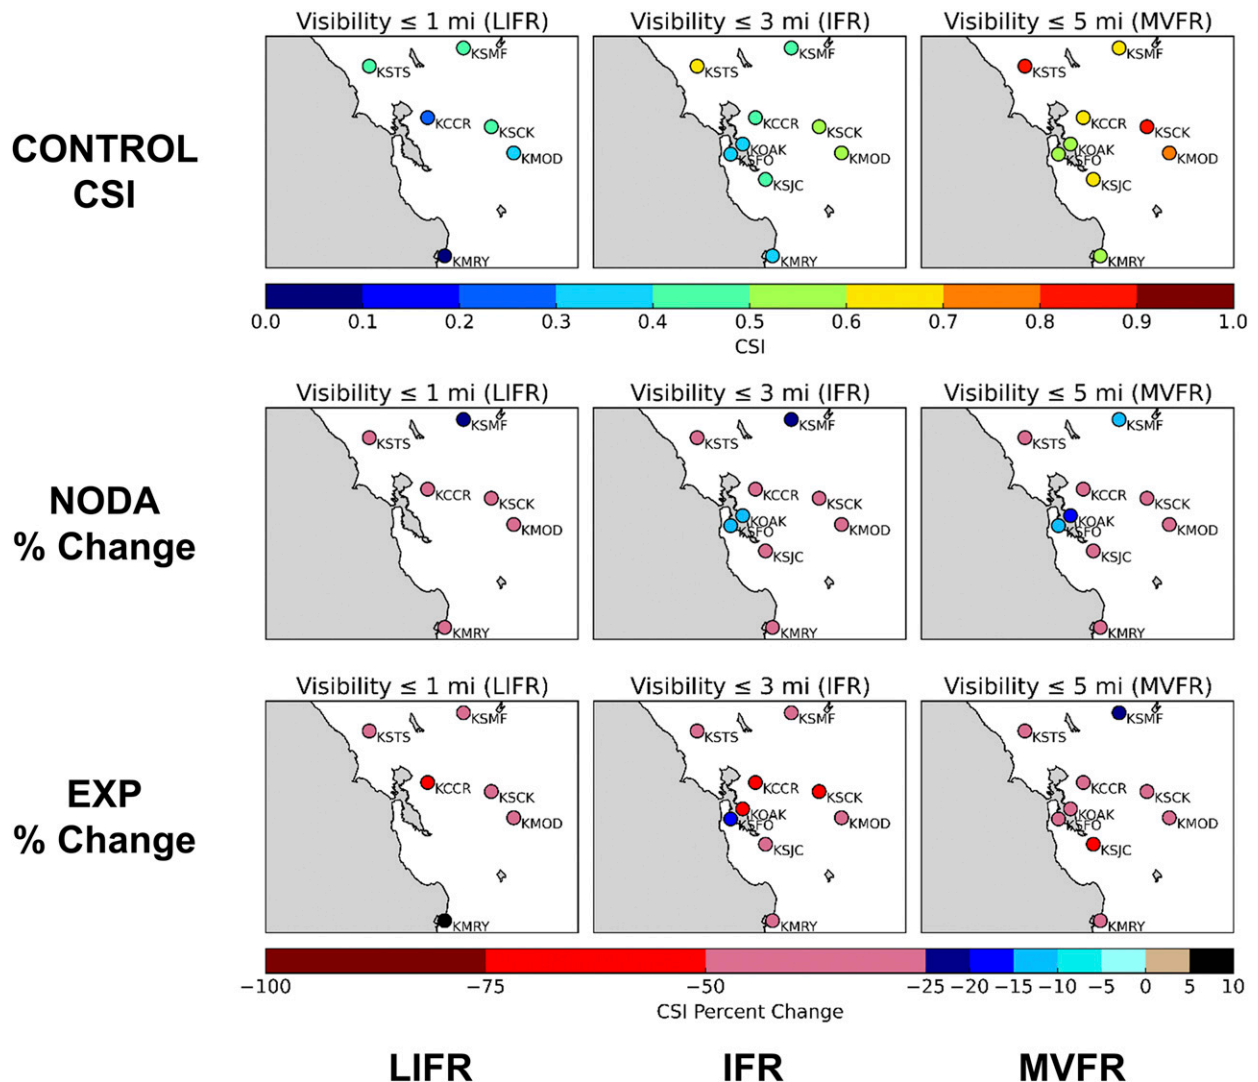 Visibility ≤ 1 mi (LIFR) Visibility ≤ 3 mi (IFR) Visibility ≤ 5 mi (MVFR)
CONTROL
CSI
KSMF
KSTS
KCCR
KSCK
KMOD
KMRY
KSMF
KSTS
KCCR
KSCK
KOAK
KSFO
KMOD
KSJC
KMRY
KSMF
KSTS
KCCR
KSCK
KOAK
KSFO
KMOD
KSJC
KMRY
0.0 0.1 0.2 0.3 0.4 0.5 0.6 0.7 0.8 0.9 1.0
CSI
Visibility ≤ 1 mi (LIFR) Visibility ≤ 3 mi (IFR) Visibility ≤ 5 mi (MVFR)
NODA
% Change
KSMF
KSTS
KCCR
KSCK
KMOD
KMRY
KSMF
KSTS
KCCR
KSCK
KOAK
KSFO
KMOD
KSJC
KMRY
KSMF
KSTS
KCCR
KSCK
KOAK
KSFO
KMOD
KSJC
KMRY
Visibility ≤ 1 mi (LIFR) Visibility ≤ 3 mi (IFR) Visibility ≤ 5 mi (MVFR)
EXP
% Change
KSMF
KSTS
KCCR
KSCK
KMOD
KMRY
KSMF
KSTS
KCCR
KSCK
KOAK
KSFO
KMOD
KSJC
KMRY
KSMF
KSTS
KCCR
KSCK
KOAK
KSFO
KMOD
KSJC
KMRY
−100 −75 −50 −25 −20 −15 −10 −5 0 5 10
CSI Percent Change
LIFR IFR MVFR